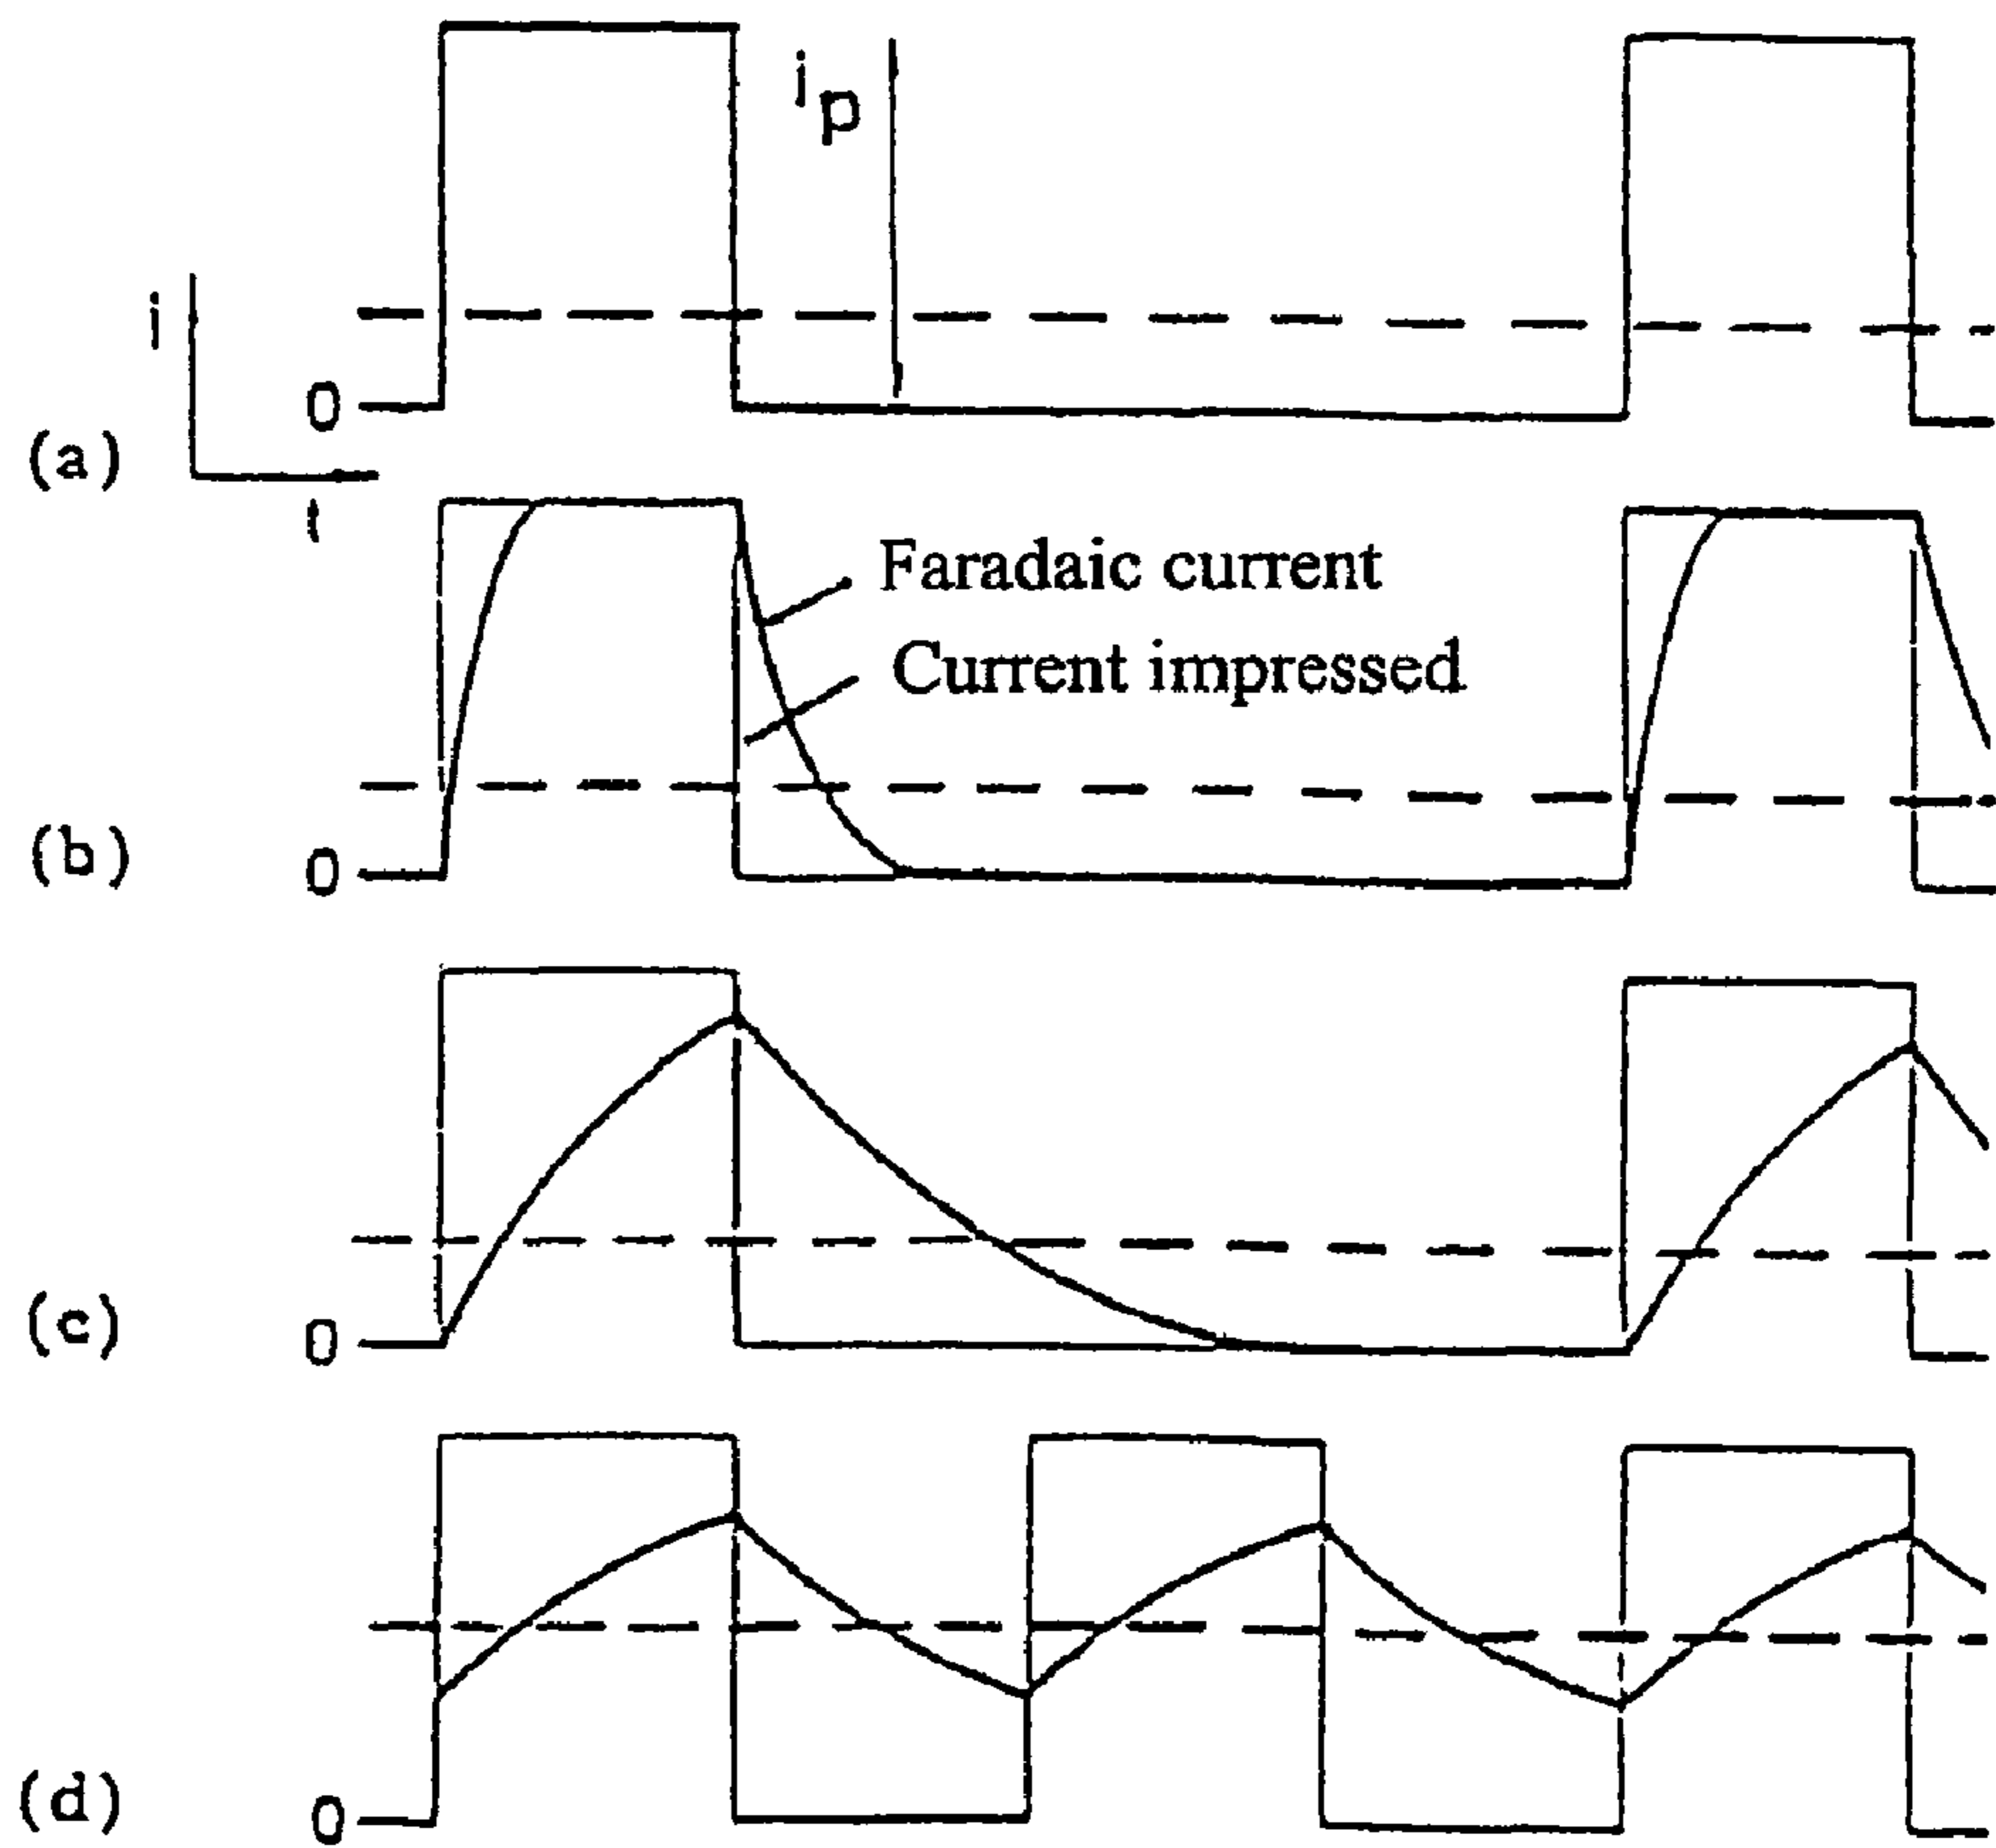 i_p
i
0
(a)
t
Faradaic current
Current impressed
(b)
0
(c)
0
(d)
0